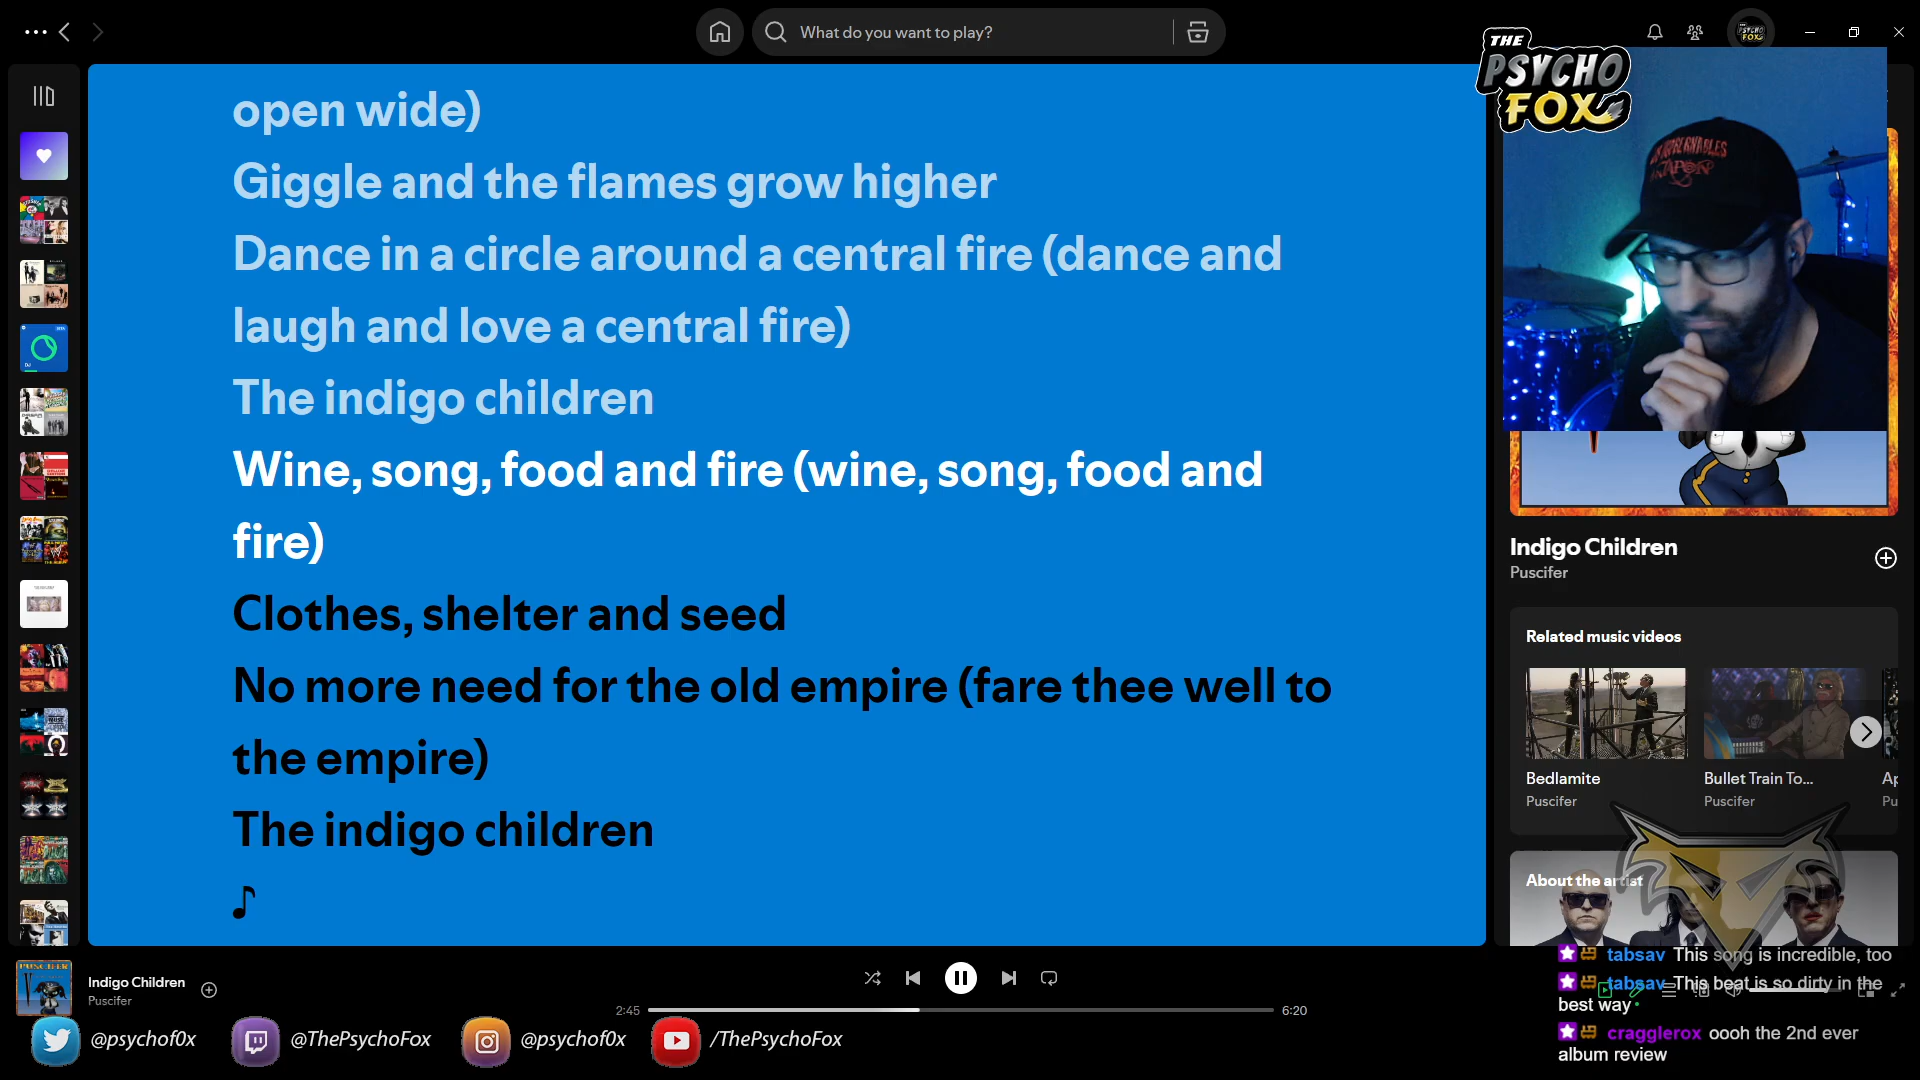 What do you want to play?
THE
PSYCHO
FOX
open wide)
Giggle and the flames grow higher
Dance in a circle around a central fire (dance and
laugh and love a central fire)
The indigo children
Wine, song, food and fire (wine, song, food and
fire)
Clothes, shelter and seed
No more need for the old empire (fare thee well to
the empire)
The indigo children
Indigo Children
Puscifer
Related music videos
Bedlamite
Puscifer
Bullet Train To...
Puscifer
Ap
Pu
About the artist
tabsav This song is incredible, too
tabsav This beat is so dirty in the
best way
cragglerox oooh the 2nd ever
album review
PUSCIFER
Indigo Children
Puscifer
2:45
6:20
@psychof0x
@ThePsychoFox
@psychof0x
/ThePsychoFox